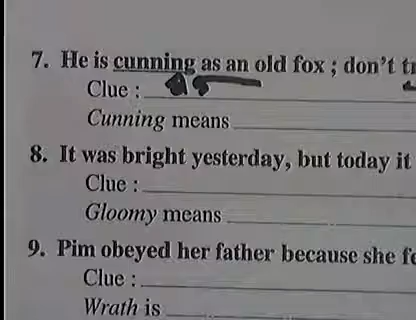 7. He is cunning as an old fox ; don't
Clue :
Cunning means
8. It was bright yesterday, but today it
Clue :
Gloomy means
9. Pim obeyed her father because she
Clue :
Wrath is